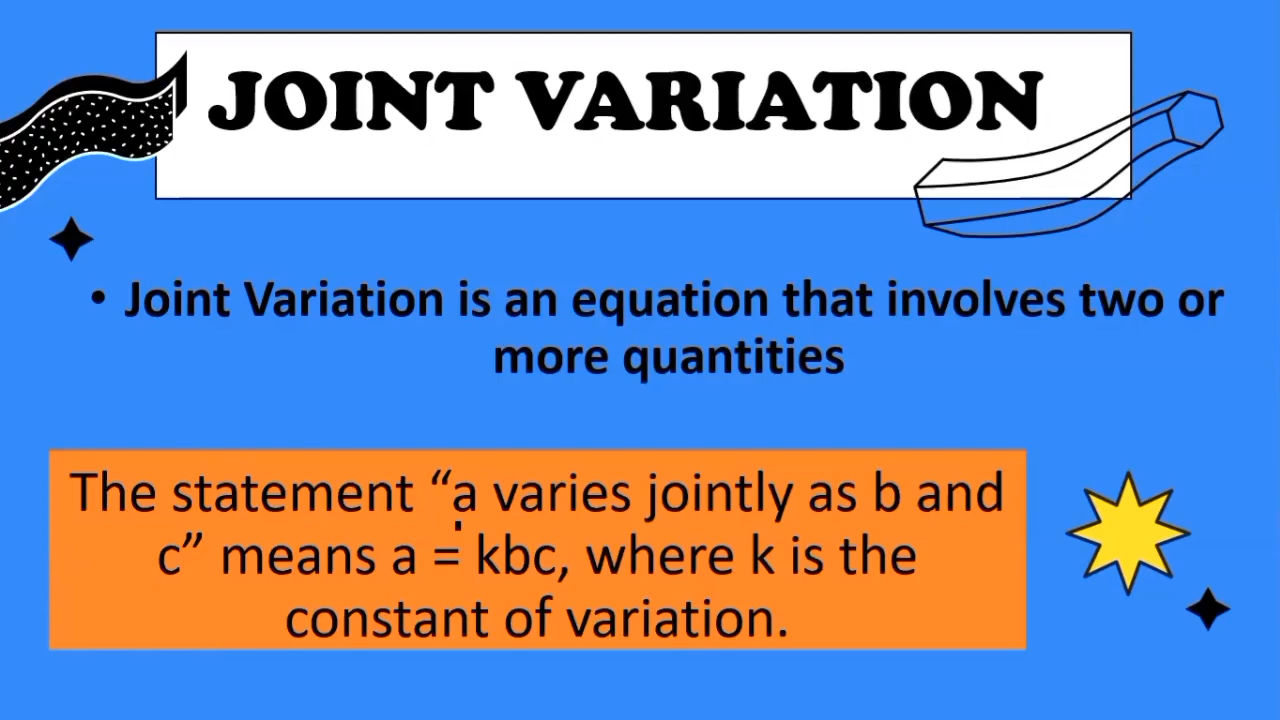 JOINT VARIATION
• Joint Variation is an equation that involves two or
more quantities
The statement “a varies jointly as b and
c” means a = kbc, where k is the
constant of variation.